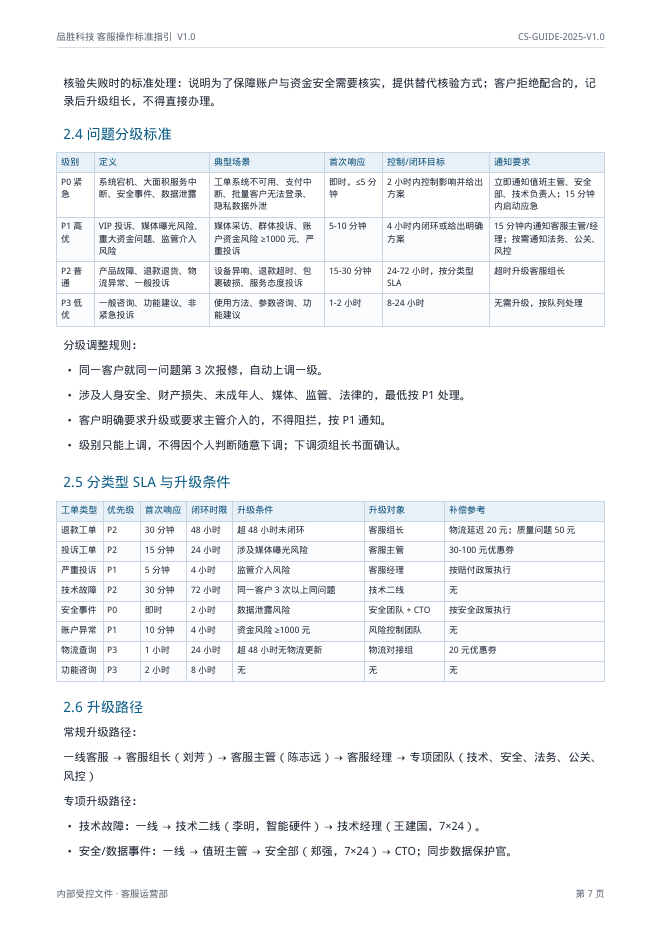 品胜科技 客服操作标准指引 V1.0
CS-GUIDE-2025-V1.0
核验失败时的标准处理：说明为了保障账户与资金安全需要核实，提供替代核验方式；客户拒绝配合的，记
录后升级组长，不得直接办理。
2.4 问题分级标准
级别 定义 典型场景 首次响应 控制/闭环目标 通知要求
P0 紧 系统宕机、大面积服务中 工单系统不可用、支付中 即时，≤5 分 2 小时内控制影响并给出 立即通知值班主管、安全
急 断、安全事件、数据泄露 断、批量客户无法登录、 钟 方案 部、技术负责人；15 分钟
隐私数据外泄 内启动应急
P1 高 VIP 投诉、媒体曝光风险、 媒体采访、群体投诉、账 5-10 分钟 4 小时内闭环或给出明确 15 分钟内通知客服主管/经
优 重大资金问题、监管介入 户资金风险 ≥1000 元、严 方案 理；按需通知法务、公关、
风险 重投诉 风控
P2 普 产品故障、退款退货、物 设备异响、退款超时、包 15-30 分钟 24-72 小时，按分类型 超时升级客服组长
通 流异常、一般投诉 裹破损、服务态度投诉 SLA
P3 低 一般咨询、功能建议、非 使用方法、参数咨询、功 1-2 小时 8-24 小时 无需升级，按队列处理
优 紧急投诉 能建议
分级调整规则：
• 同一客户就同一问题第 3 次报修，自动上调一级。
• 涉及人身安全、财产损失、未成年人、媒体、监管、法律的，最低按 P1 处理。
• 客户明确要求升级或要求主管介入的，不得阻拦，按 P1 通知。
• 级别只能上调，不得因个人判断随意下调；下调须组长书面确认。
2.5 分类型 SLA 与升级条件
工单类型 优先级 首次响应 闭环时限 升级条件 升级对象 补偿参考
退款工单 P2 30 分钟 48 小时 超 48 小时未闭环 客服组长 物流延迟 20 元；质量问题 50 元
投诉工单 P2 15 分钟 24 小时 涉及媒体曝光风险 客服主管 30-100 元优惠券
严重投诉 P1 5 分钟 4 小时 监管介入风险 客服经理 按赔付政策执行
技术故障 P2 30 分钟 72 小时 同一客户 3 次以上同问题 技术二线 无
安全事件 P0 即时 2 小时 数据泄露风险 安全团队 + CTO 按安全政策执行
账户异常 P1 10 分钟 4 小时 资金风险 ≥1000 元 风险控制团队 无
物流查询 P3 1 小时 24 小时 超 48 小时无物流更新 物流对接组 20 元优惠券
功能咨询 P3 2 小时 8 小时 无 无 无
2.6 升级路径
常规升级路径：
一线客服 → 客服组长（刘芳）→ 客服主管（陈志远）→ 客服经理 → 专项团队（技术、安全、法务、公关、
风控）
专项升级路径：
• 技术故障：一线 → 技术二线（李明，智能硬件）→ 技术经理（王建国，7×24）。
• 安全/数据事件：一线 → 值班主管 → 安全部（郑强，7×24）→ CTO；同步数据保护官。
内部受控文件 · 客服运营部
第 7 页